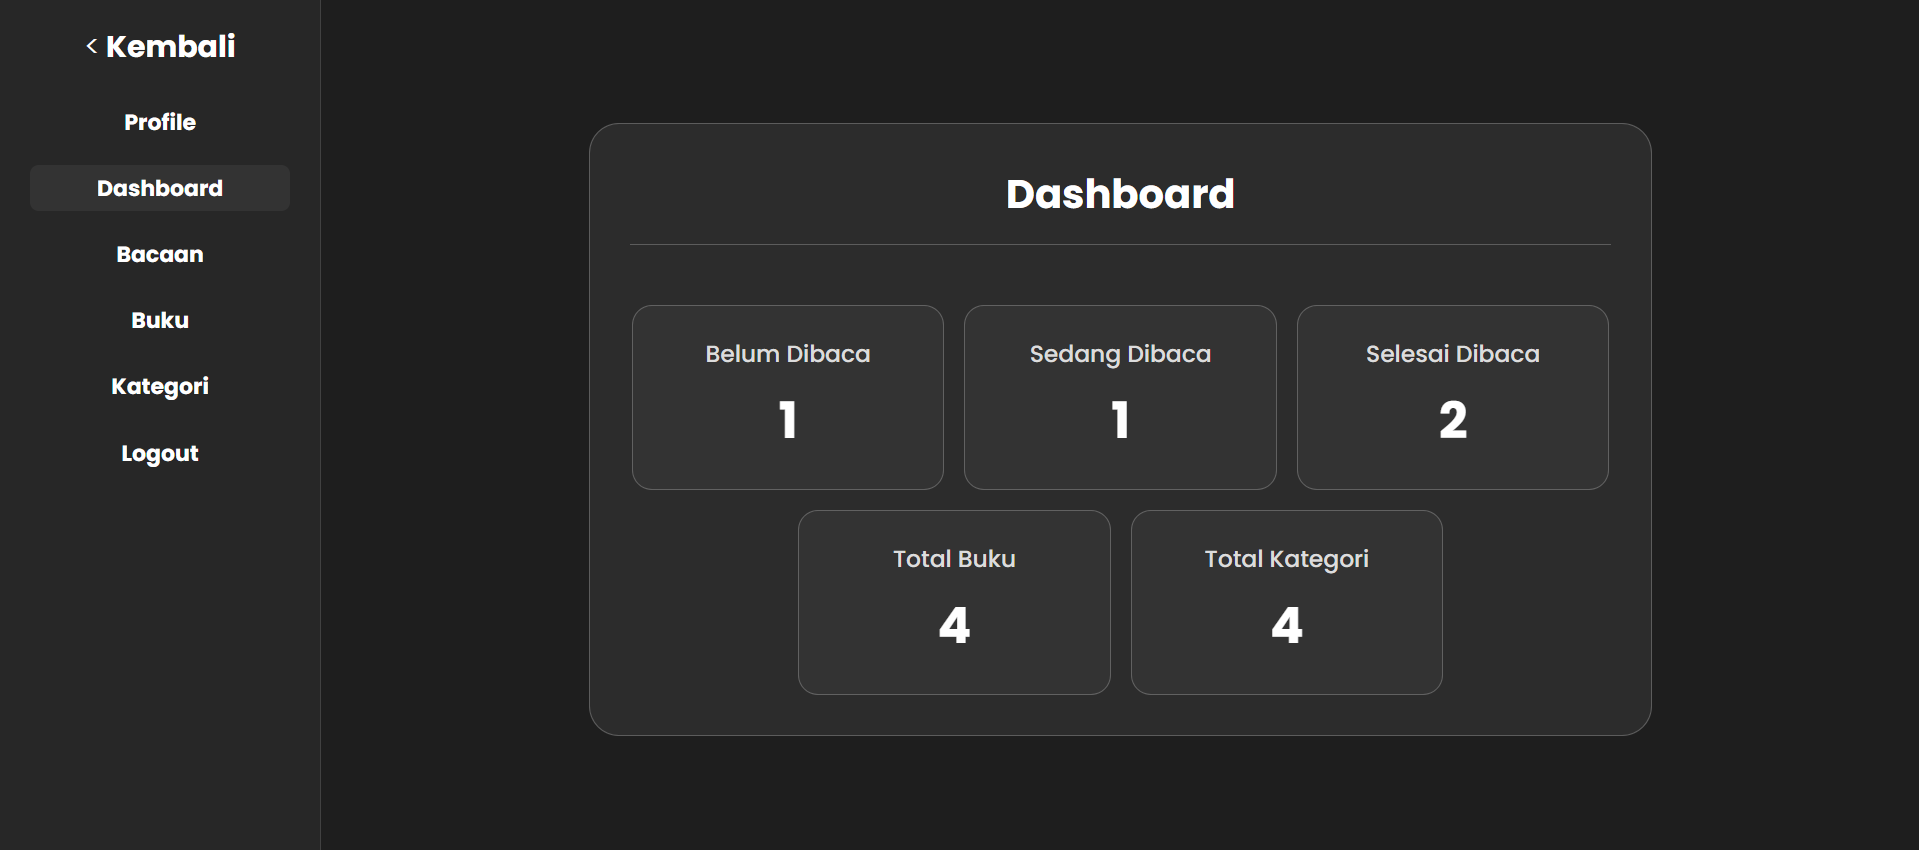 < Kembali
Profile
Dashboard
Bacaan
Buku
Kategori
Logout
Dashboard
Belum Dibaca
1
Sedang Dibaca
1
Selesai Dibaca
2
Total Buku
4
Total Kategori
4